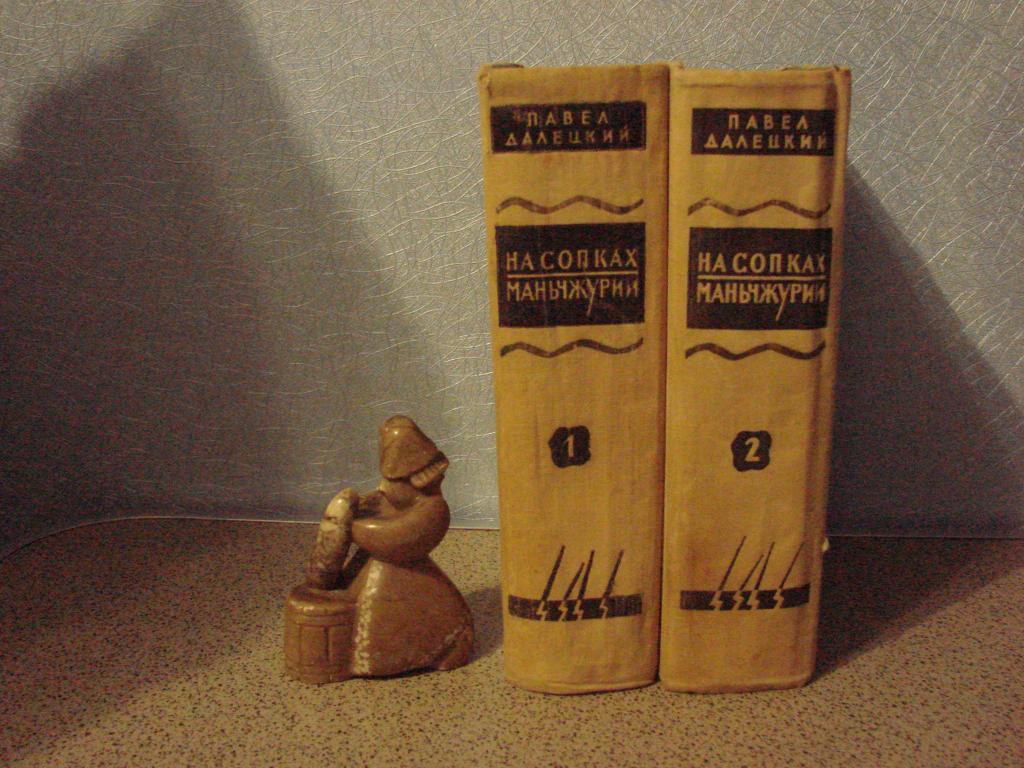 ПАВЕЛ
ДАЛЕЦКИЙ
НА СОПКАХ
МАНЬЧЖУРИИ
1
ПАВЕЛ
ДАЛЕЦКИЙ
НА СОПКАХ
МАНЬЧЖУРИИ
2